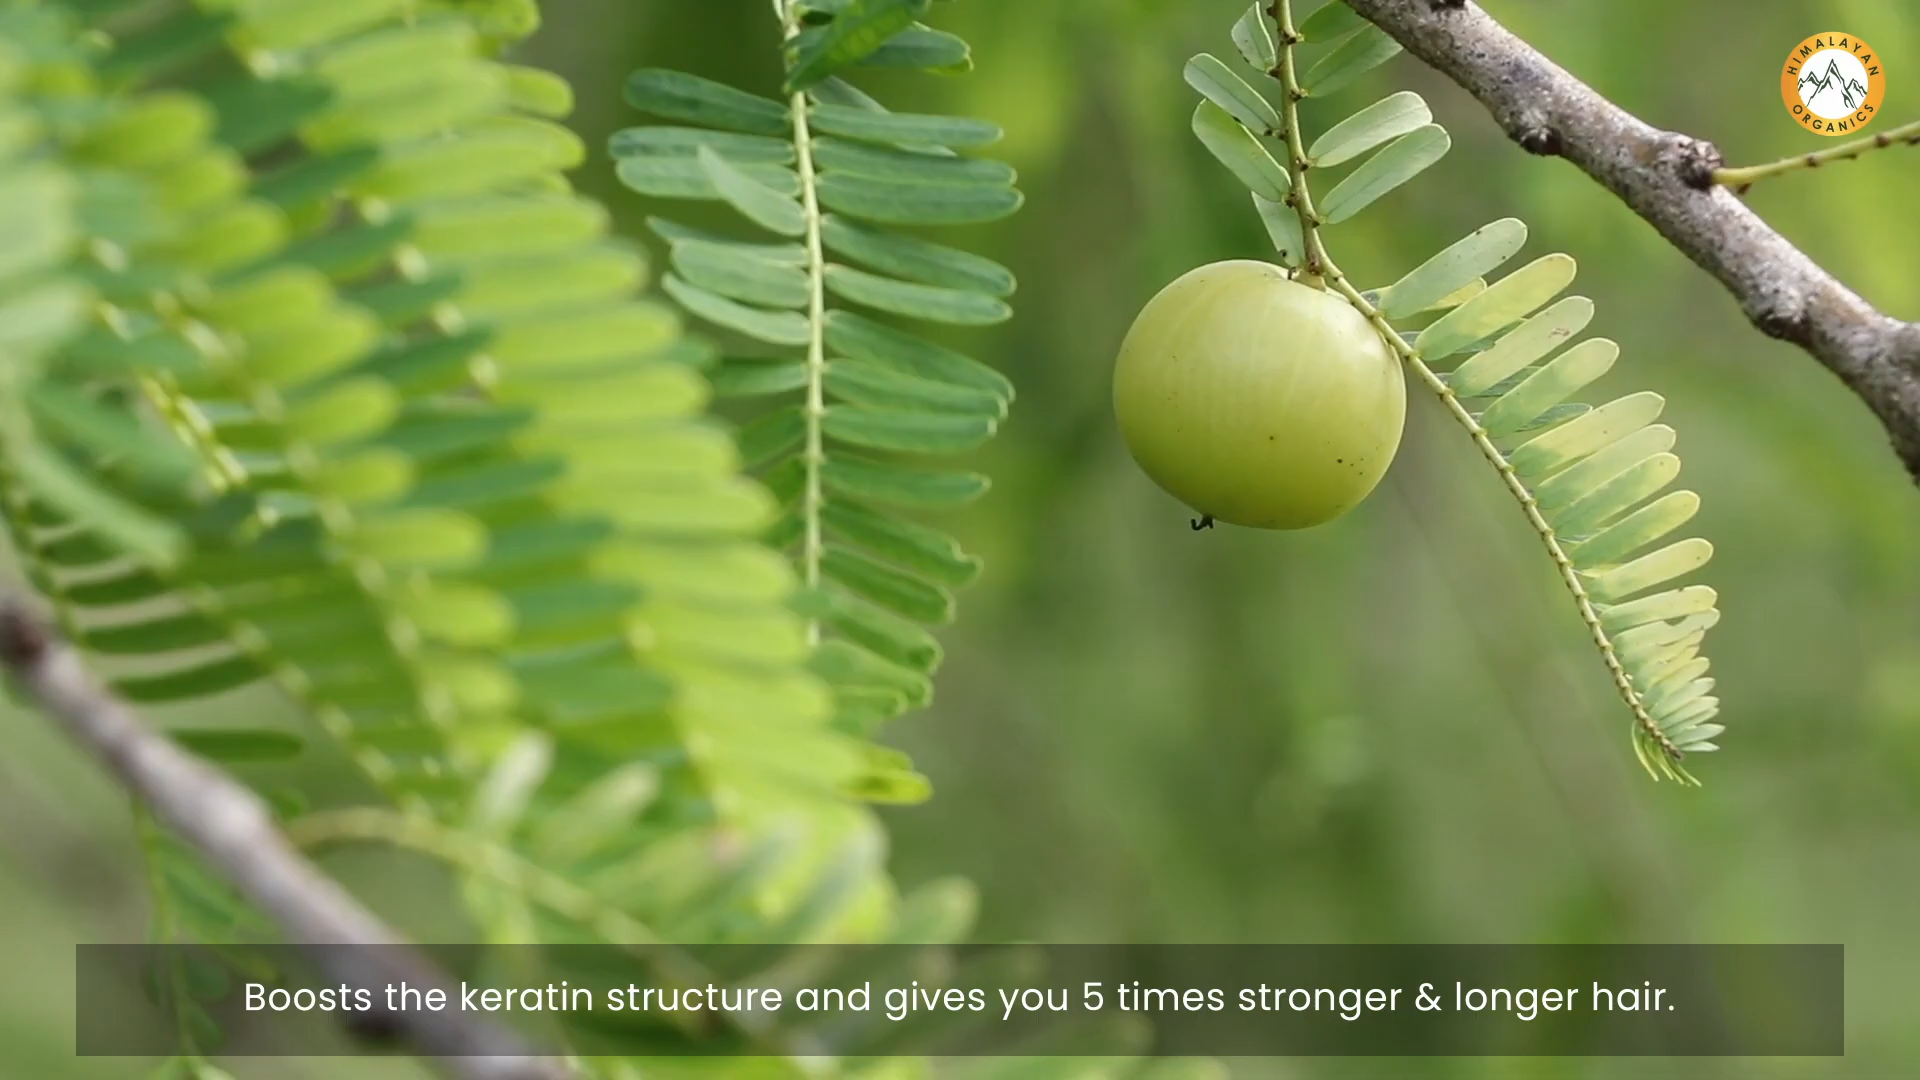 HIMALAYAN
ORGANICS
Boosts the keratin structure and gives you 5 times stronger & longer hair.